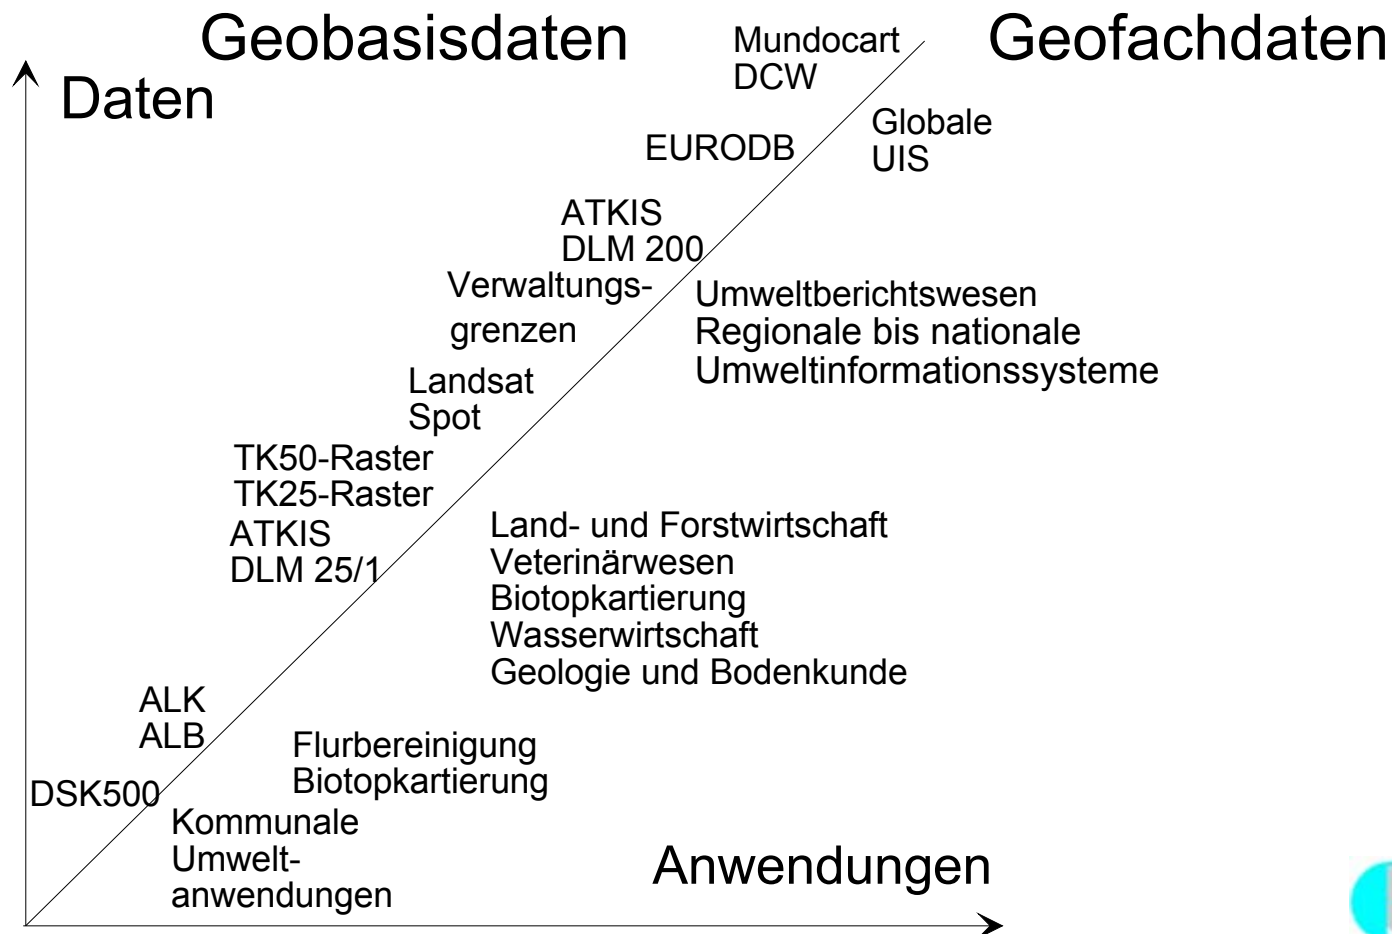 Geobasisdaten
Geofachdaten
Daten
Mundocart
DCW
Globale
UIS
EURODB
ATKIS
DLM 200
Verwaltungs-
grenzen
Umweltberichtswesen
Regionale bis nationale
Umweltinformationssysteme
Landsat
Spot
TK50-Raster
TK25-Raster
ATKIS
DLM 25/1
Land- und Forstwirtschaft
Veterinärwesen
Biotopkartierung
Wasserwirtschaft
Geologie und Bodenkunde
ALK
ALB
Flurbereinigung
Biotopkartierung
DSK500
Kommunale
Umwelt-
anwendungen
Anwendungen